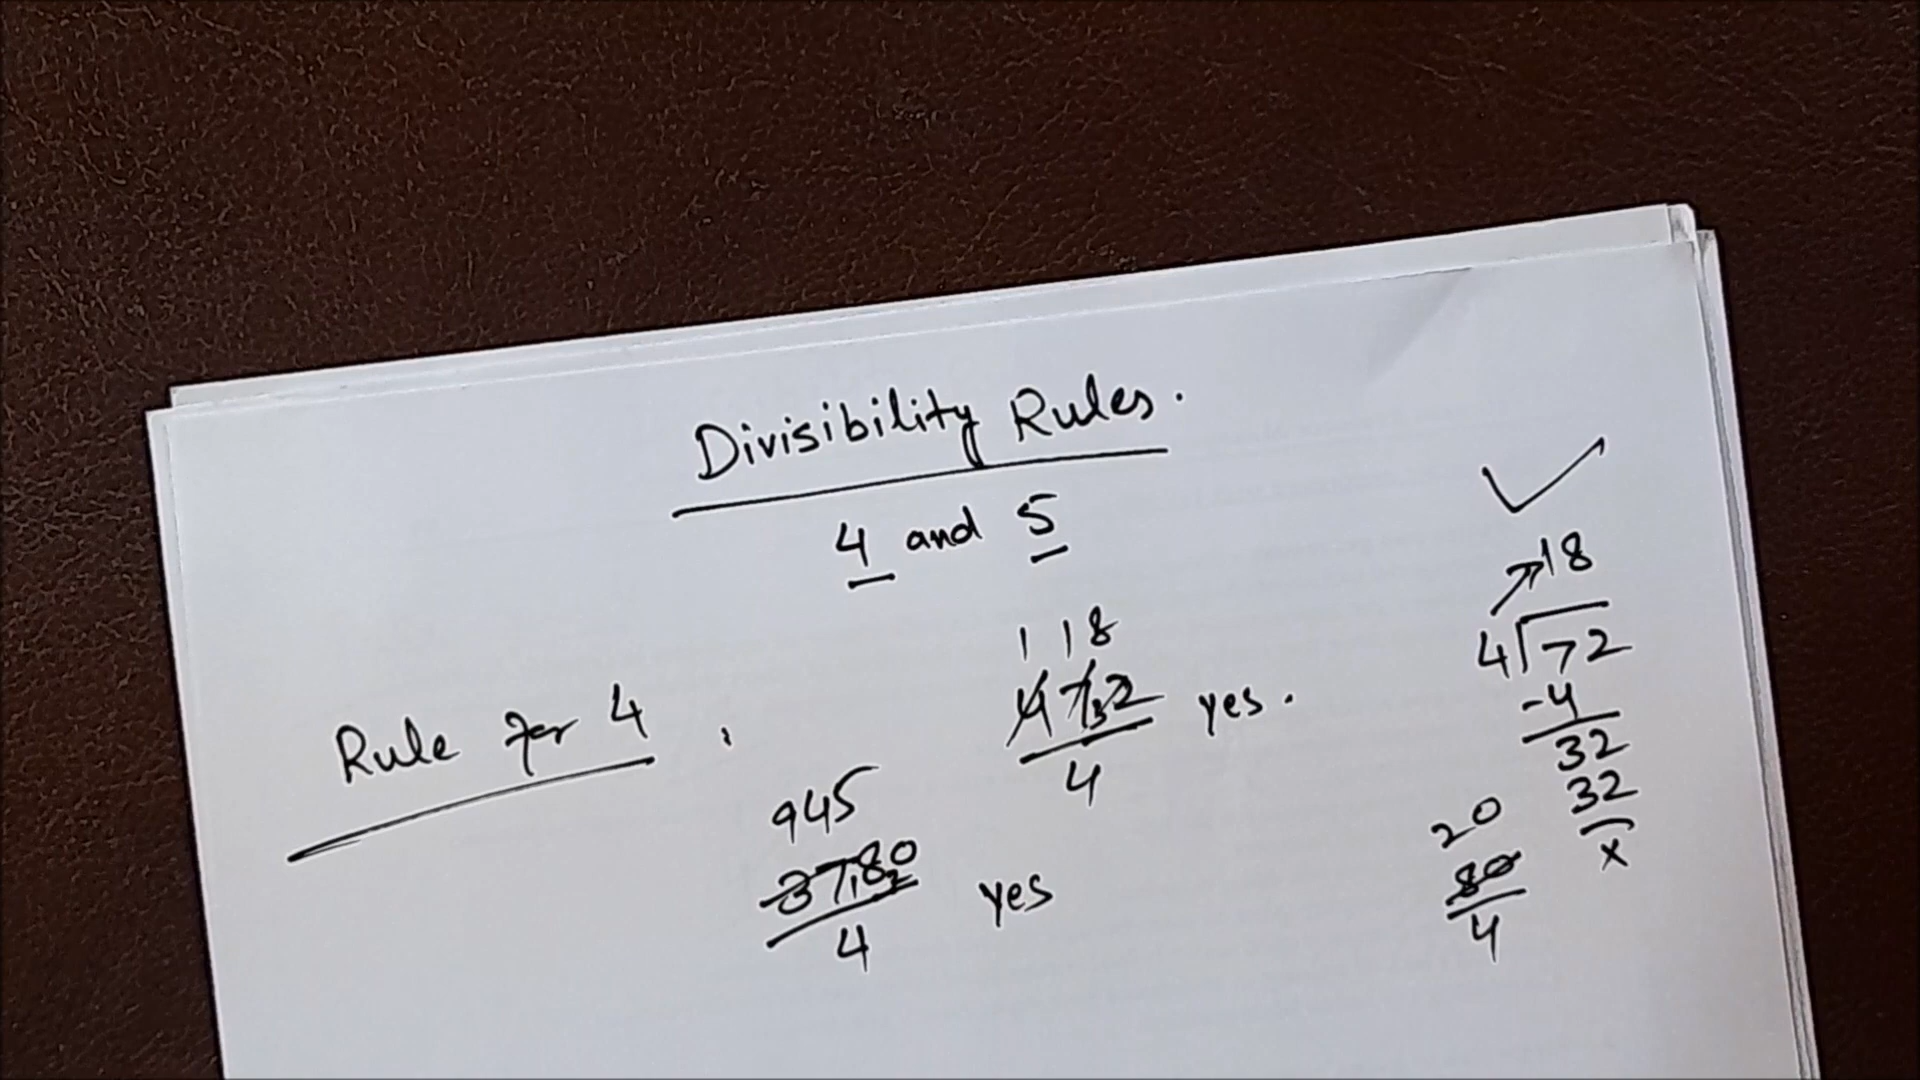 Divisibility Rules.
4 and 5
Rule for 4
118
472 yes.
4
945
3780 yes
4
18
4 72
-4
32
32
x
20
80
4